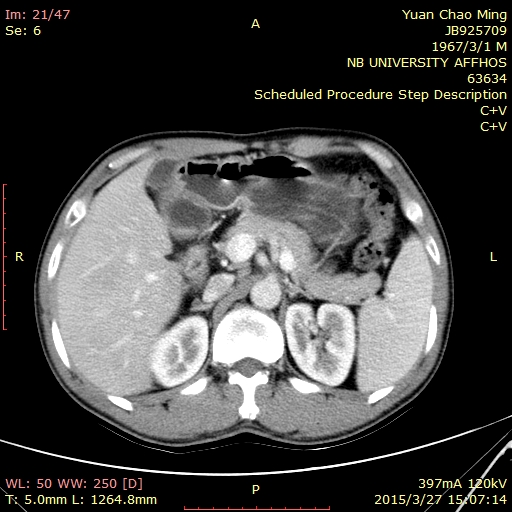 Im: 21/47
Se: 6
A
Yuan Chao Ming
JB925709
1967/3/1 M
NB UNIVERSITY AFFHOS
63634
Scheduled Procedure Step Description
C+V
C+V
R
L
WL: 50 WW: 250 [D]
T: 5.0mm L: 1264.8mm
P
397mA 120kV
2015/3/27 15:07:14